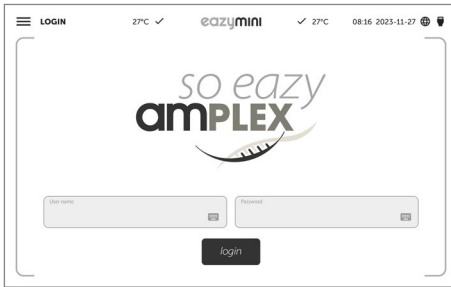 LOGIN 27°C eazymini 27°C 08:16 2023-11-27
so eazy
amPLEX
User name Password
login